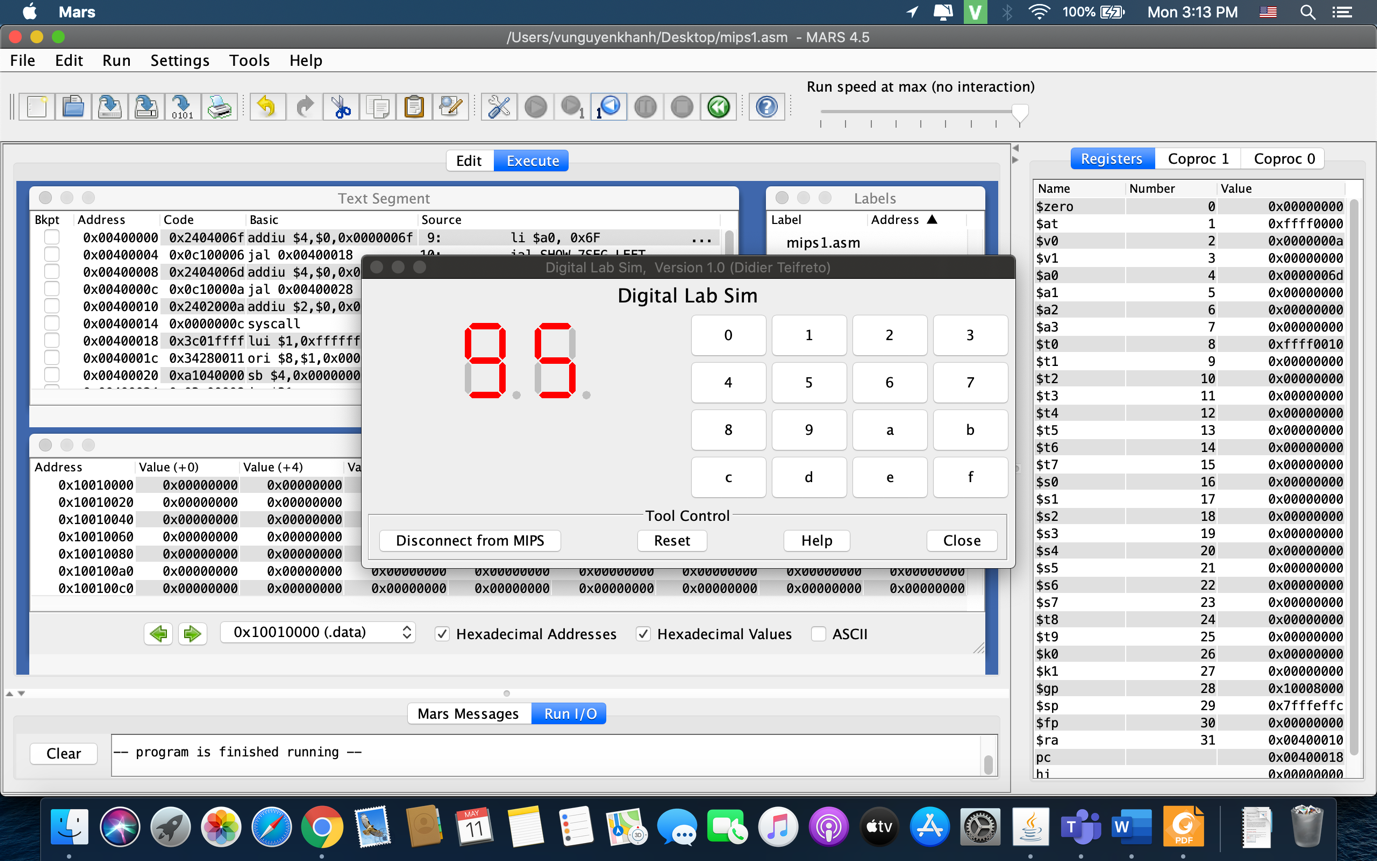 Mars
V
100%
Mon 3:13 PM
/Users/vunguyenkhanh/Desktop/mips1.asm - MARS 4.5
File Edit Run Settings Tools Help
Run speed at max (no interaction)
Edit Execute
Registers Coproc 1 Coproc 0
Text Segment
Bkpt Address Code Basic Source
0x00400000 0x2404006f addiu $4,$0,0x0000006f 9: li $a0, 0x6F ...
0x00400004 0x0c100006 jal 0x00400018 10: jal SHOW_7SEG_LEFT
0x00400008 0x2404006d addiu $4,$0,0x0
0x0040000c 0x0c10000a jal 0x00400028
0x00400010 0x2402000a addiu $2,$0,0x0
0x00400014 0x0000000c syscall
0x00400018 0x3c01ffff lui $1,0xffffff
0x0040001c 0x34280011 ori $8,$1,0x000
0x00400020 0xa1040000 sb $4,0x0000000
Labels
Label Address ▲
mips1.asm
Digital Lab Sim, Version 1.0 (Didier Teifreto)
Digital Lab Sim
95
0 1 2 3
4 5 6 7
8 9 a b
c d e f
Tool Control
Disconnect from MIPS Reset Help Close
Address Value (+0) Value (+4) Va
0x10010000 0x00000000 0x00000000
0x10010020 0x00000000 0x00000000
0x10010040 0x00000000 0x00000000
0x10010060 0x00000000 0x00000000
0x10010080 0x00000000 0x00000000
0x100100a0 0x00000000 0x00000000 0x00000000 0x00000000 0x00000000 0x00000000 0x00000000 0x00000000
0x100100c0 0x00000000 0x00000000 0x00000000 0x00000000 0x00000000 0x00000000 0x00000000 0x00000000
0x10010000 (.data) Hexadecimal Addresses Hexadecimal Values ASCII
Mars Messages Run I/O
Clear
-- program is finished running --
Name Number Value
$zero 0 0x00000000
$at 1 0xffff0000
$v0 2 0x0000000a
$v1 3 0x00000000
$a0 4 0x0000006d
$a1 5 0x00000000
$a2 6 0x00000000
$a3 7 0x00000000
$t0 8 0xffff0010
$t1 9 0x00000000
$t2 10 0x00000000
$t3 11 0x00000000
$t4 12 0x00000000
$t5 13 0x00000000
$t6 14 0x00000000
$t7 15 0x00000000
$s0 16 0x00000000
$s1 17 0x00000000
$s2 18 0x00000000
$s3 19 0x00000000
$s4 20 0x00000000
$s5 21 0x00000000
$s6 22 0x00000000
$s7 23 0x00000000
$t8 24 0x00000000
$t9 25 0x00000000
$k0 26 0x00000000
$k1 27 0x00000000
$gp 28 0x10008000
$sp 29 0x7fffeffc
$fp 30 0x00000000
$ra 31 0x00400010
pc 0x00400018
hi 0x00000000
MAY
11
tv
T
W
PDF